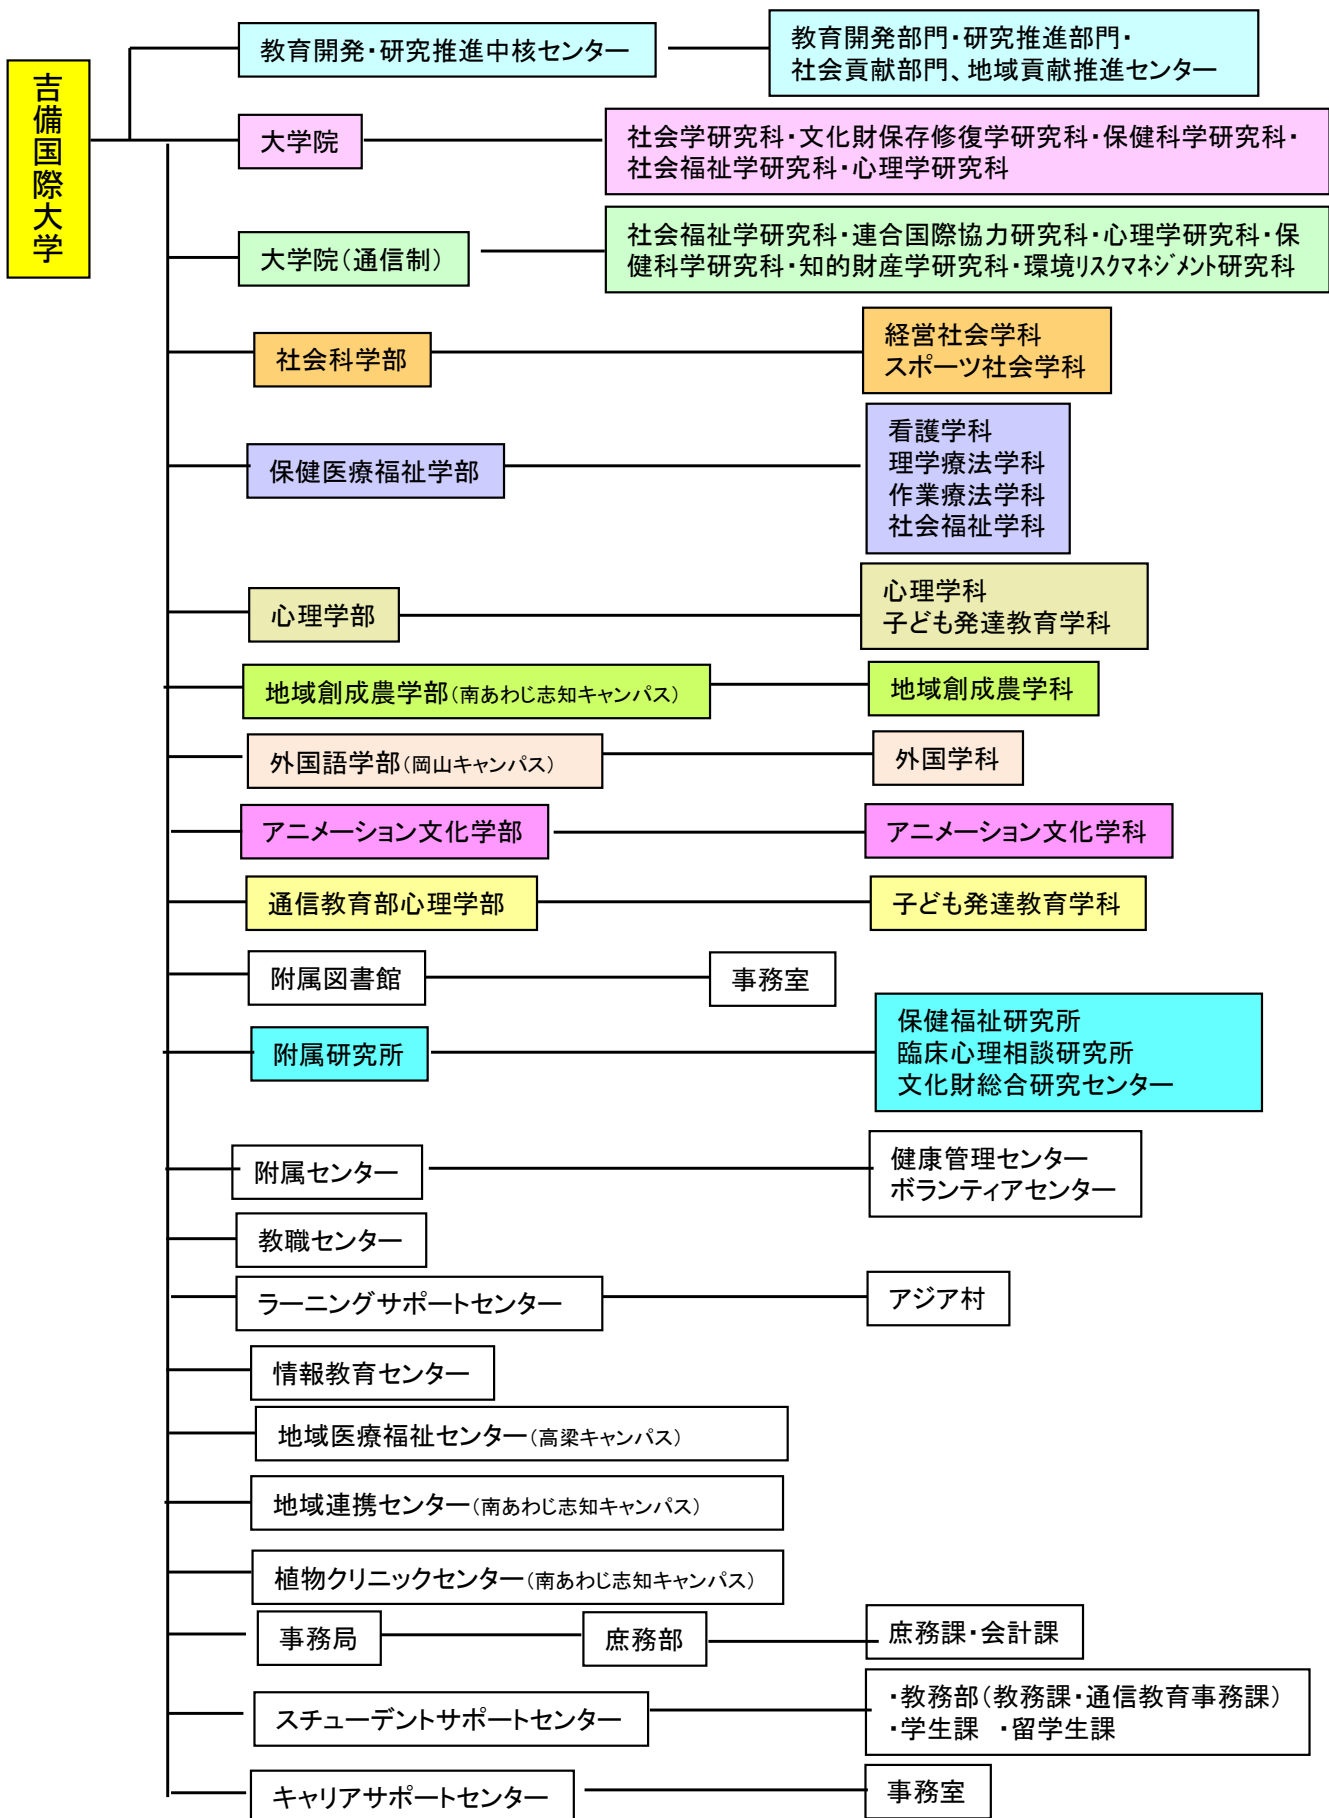 吉備国際大学
教育開発・研究推進中核センター
教育開発部門・研究推進部門・
社会貢献部門、地域貢献推進センター
大学院
社会学研究科・文化財保存修復学研究科・保健科学研究科・
社会福祉学研究科・心理学研究科
大学院（通信制）
社会福祉学研究科・連合国際協力研究科・心理学研究科・保
健科学研究科・知的財産学研究科・環境ﾘｽｸﾏﾈｼﾞﾒﾝﾄ研究科
社会科学部
経営社会学科
スポーツ社会学科
保健医療福祉学部
看護学科
理学療法学科
作業療法学科
社会福祉学科
心理学部
心理学科
子ども発達教育学科
地域創成農学部（南あわじ志知キャンパス）
地域創成農学科
外国語学部（岡山キャンパス）
外国学科
アニメーション文化学部
アニメーション文化学科
通信教育部心理学部
子ども発達教育学科
附属図書館
事務室
附属研究所
保健福祉研究所
臨床心理相談研究所
文化財総合研究センター
附属センター
健康管理センター
ボランティアセンター
教職センター
ラーニングサポートセンター
アジア村
情報教育センター
地域医療福祉センター（高梁キャンパス）
地域連携センター（南あわじ志知キャンパス）
植物クリニックセンター（南あわじ志知キャンパス）
事務局
庶務部
庶務課・会計課
スチューデントサポートセンター
・教務部（教務課・通信教育事務課）
・学生課　・留学生課
キャリアサポートセンター
事務室